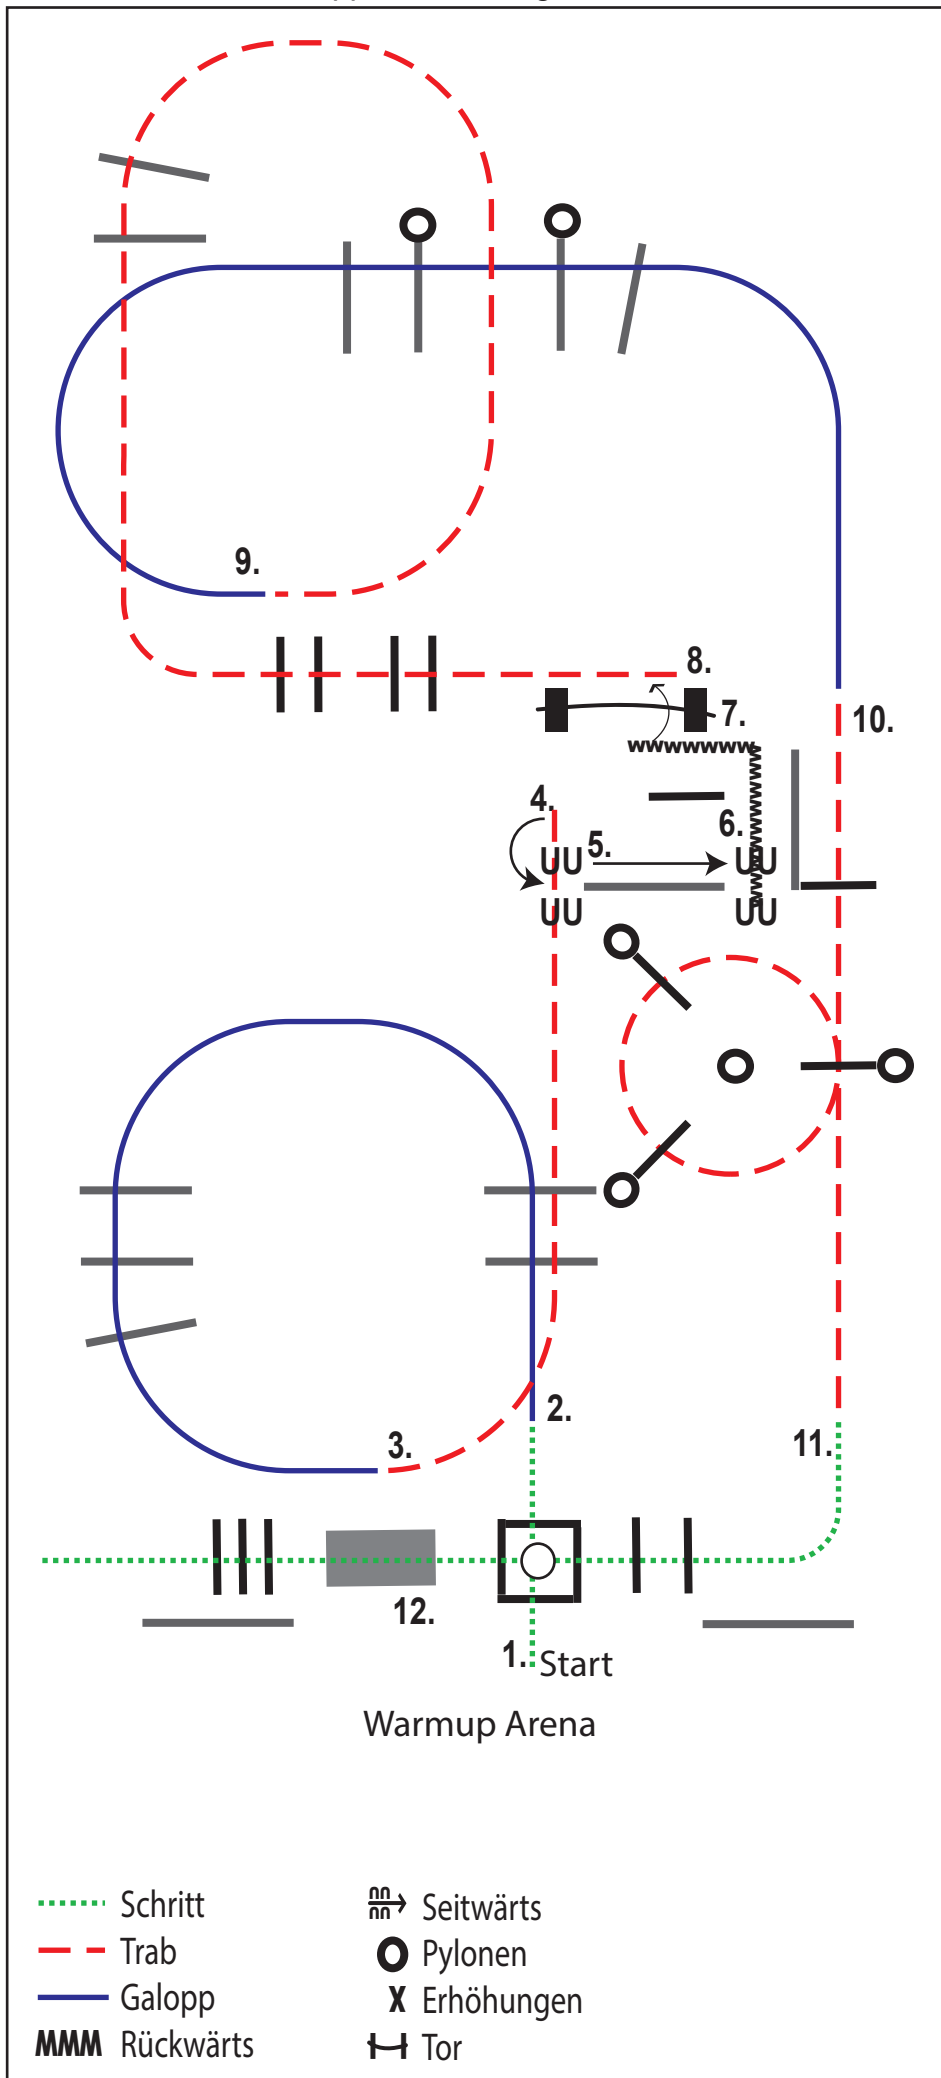 9.
8.
7.
10.
4.
5.
6.
2.
3.
11.
12.
1. Start
Warmup Arena
Schritt
Trab
Galopp
MMM Rückwärts
Seitwärts
Pylonen
X Erhöhungen
Tor